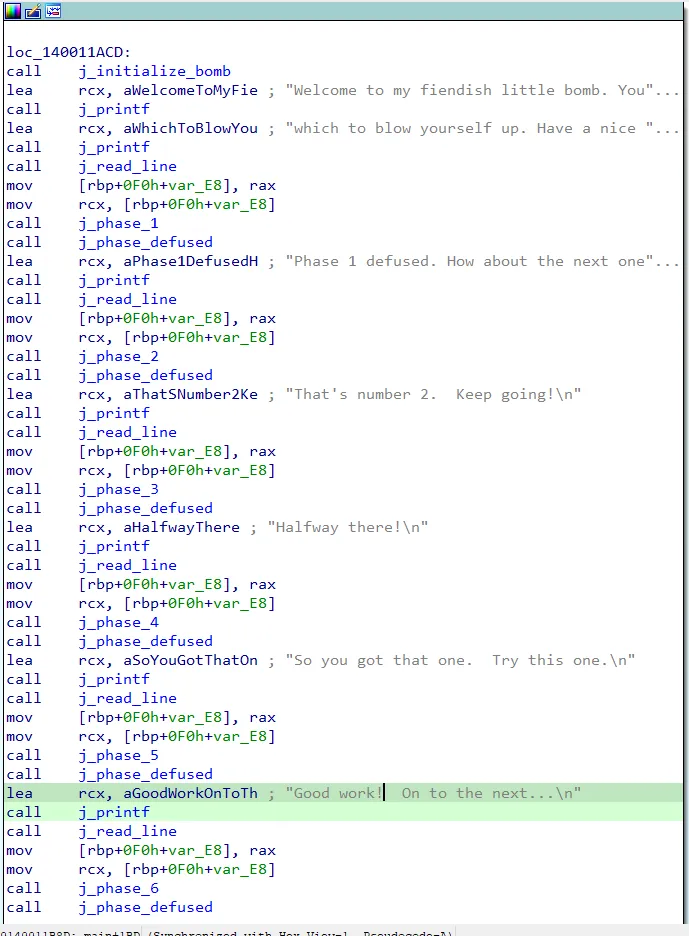 loc_140011ACD:
call    j_initialize_bomb
lea     rcx, aWelcomeToMyFie ; "Welcome to my fiendish little bomb. You"...
call    j_printf
lea     rcx, aWhichToBlowYou ; "which to blow yourself up. Have a nice "...
call    j_printf
call    j_read_line
mov     [rbp+0F0h+var_E8], rax
mov     rcx, [rbp+0F0h+var_E8]
call    j_phase_1
call    j_phase_defused
lea     rcx, aPhase1DefusedH ; "Phase 1 defused. How about the next one"...
call    j_printf
call    j_read_line
mov     [rbp+0F0h+var_E8], rax
mov     rcx, [rbp+0F0h+var_E8]
call    j_phase_2
call    j_phase_defused
lea     rcx, aThatSNumber2Ke ; "That's number 2.  Keep going!\n"
call    j_printf
call    j_read_line
mov     [rbp+0F0h+var_E8], rax
mov     rcx, [rbp+0F0h+var_E8]
call    j_phase_3
call    j_phase_defused
lea     rcx, aHalfwayThere ; "Halfway there!\n"
call    j_printf
call    j_read_line
mov     [rbp+0F0h+var_E8], rax
mov     rcx, [rbp+0F0h+var_E8]
call    j_phase_4
call    j_phase_defused
lea     rcx, aSoYouGotThatOn ; "So you got that one.  Try this one.\n"
call    j_printf
call    j_read_line
mov     [rbp+0F0h+var_E8], rax
mov     rcx, [rbp+0F0h+var_E8]
call    j_phase_5
call    j_phase_defused
lea     rcx, aGoodWorkOnToTh ; "Good work!  On to the next...\n"
call    j_printf
call    j_read_line
mov     [rbp+0F0h+var_E8], rax
mov     rcx, [rbp+0F0h+var_E8]
call    j_phase_6
call    j_phase_defused
(Synchronized with Hex View-1, Pseudocode-A)